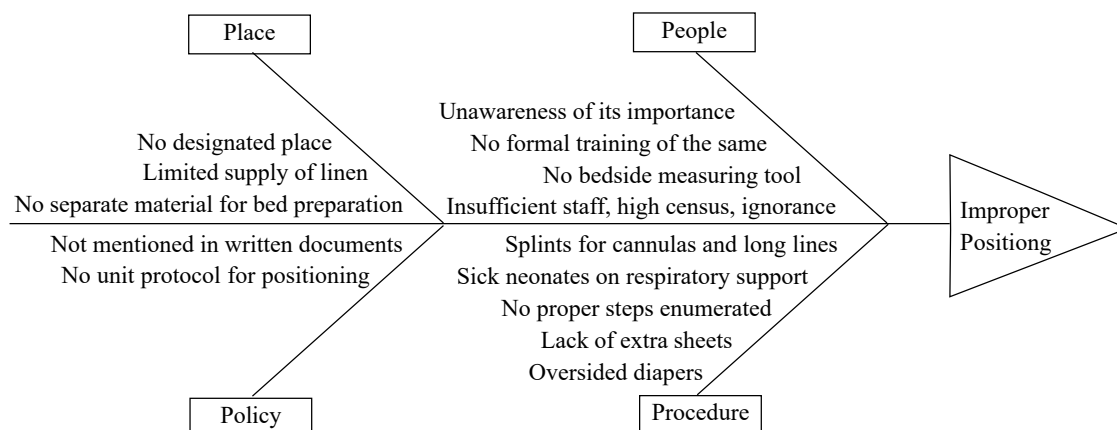 Place
People
Unawareness of its importance
No designated place
No formal training of the same
Limited supply of linen
No bedside measuring tool
No separate material for bed preparation
Insufficient staff, high census, ignorance
Improper
Positiong
Not mentioned in written documents
Splints for cannulas and long lines
No unit protocol for positioning
Sick neonates on respiratory support
No proper steps enumerated
Lack of extra sheets
Oversided diapers
Policy
Procedure